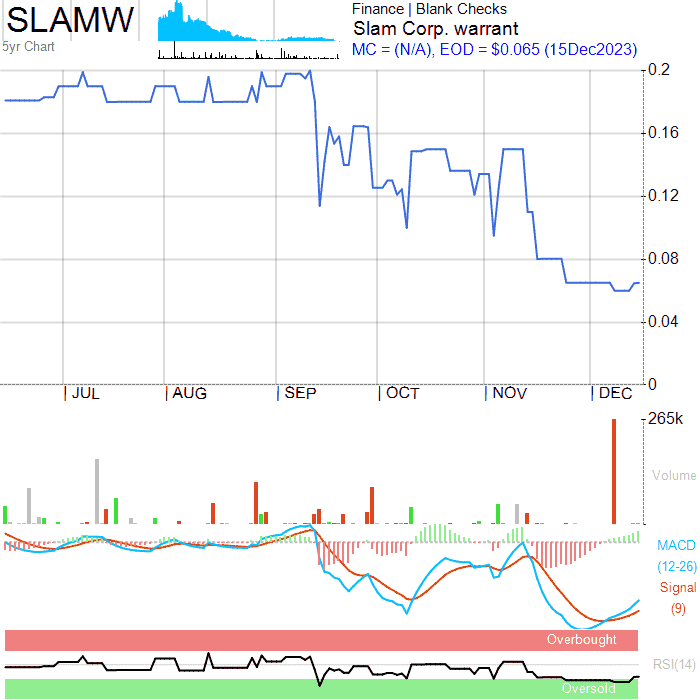 SLAMW
5yr Chart
Finance | Blank Checks
Slam Corp. warrant
MC = (N/A), EOD = $0.065 (15Dec2023)
0.2
0.16
0.12
0.08
0.04
0
JUL AUG SEP OCT NOV DEC
265k
Volume
MACD
(12-26)
Signal
(9)
Overbought
RSI(14)
Oversold